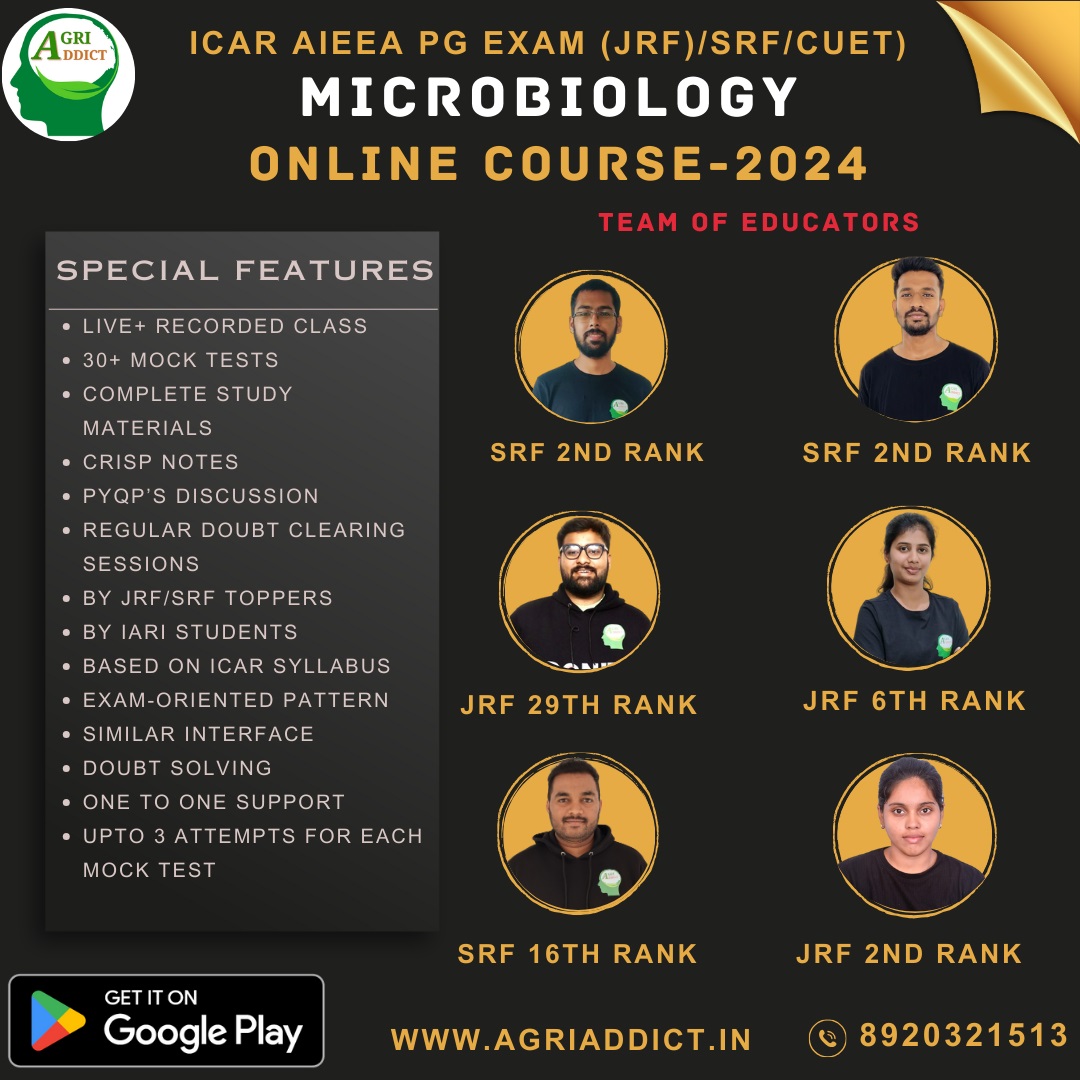 AGRI
ADDICT
ICAR AIEEA PG EXAM (JRF)/SRF/CUET)
MICROBIOLOGY
ONLINE COURSE-2024
TEAM OF EDUCATORS
SPECIAL FEATURES
• LIVE+ RECORDED CLASS
• 30+ MOCK TESTS
• COMPLETE STUDY
MATERIALS
• CRISP NOTES
• PYQP'S DISCUSSION
• REGULAR DOUBT CLEARING
SESSIONS
• BY JRF/SRF TOPPERS
• BY IARI STUDENTS
• BASED ON ICAR SYLLABUS
• EXAM-ORIENTED PATTERN
• SIMILAR INTERFACE
• DOUBT SOLVING
• ONE TO ONE SUPPORT
• UPTO 3 ATTEMPTS FOR EACH
MOCK TEST
SRF 2ND RANK
SRF 2ND RANK
JRF 29TH RANK
JRF 6TH RANK
SRF 16TH RANK
JRF 2ND RANK
GET IT ON
Google Play
WWW.AGRIADDICT.IN
8920321513